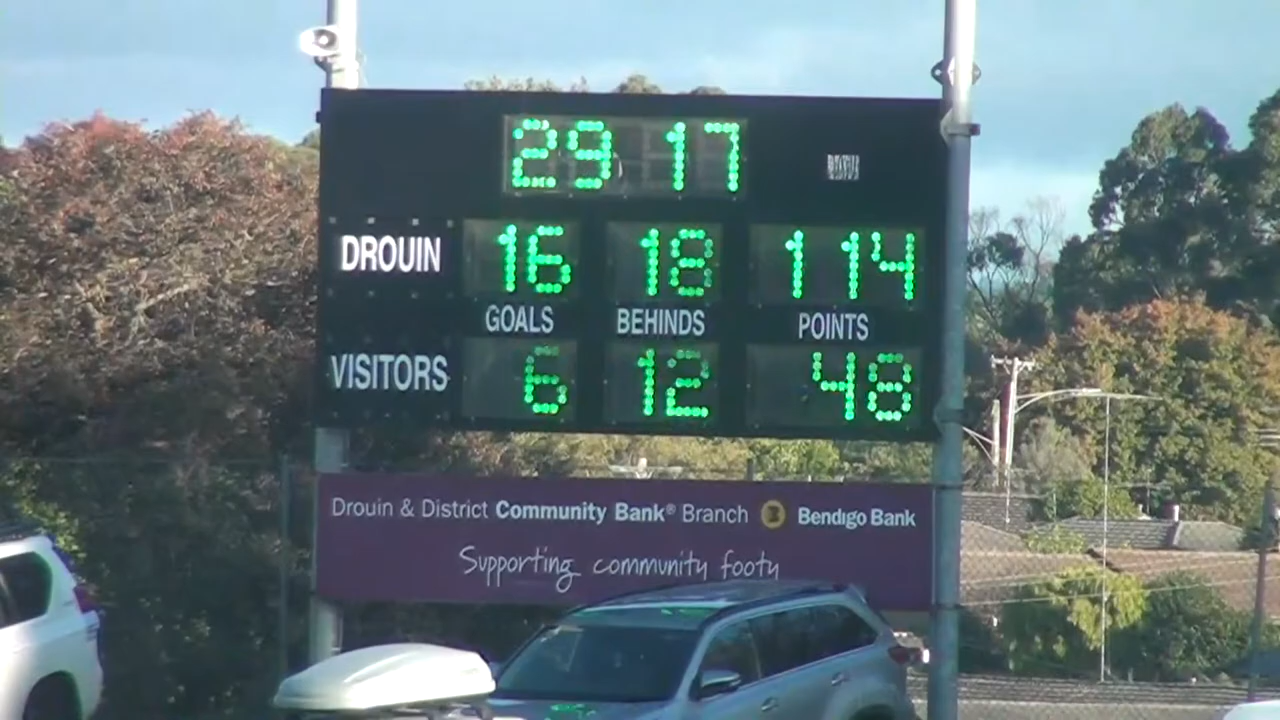 29 17
DROUIN 16 18 114
GOALS BEHINDS POINTS
VISITORS 6 12 48
Drouin & District Community Bank® Branch Bendigo Bank
Supporting community footy